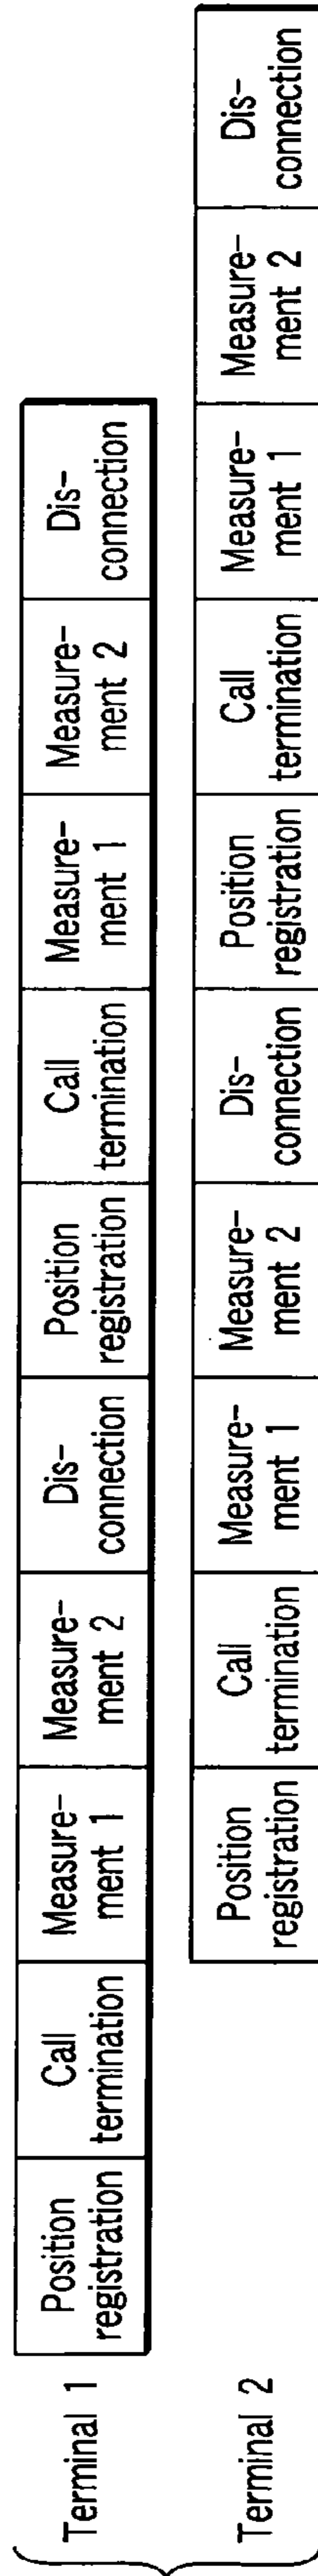 Terminal 1
Position
registration
Call
termination
Measure-
ment 1
Measure-
ment 2
Dis-
connection
Position
registration
Call
termination
Measure-
ment 1
Measure-
ment 2
Dis-
connection
Terminal 2
Position
registration
Call
termination
Measure-
ment 1
Measure-
ment 2
Dis-
connection
Position
registration
Call
termination
Measure-
ment 1
Measure-
ment 2
Dis-
connection